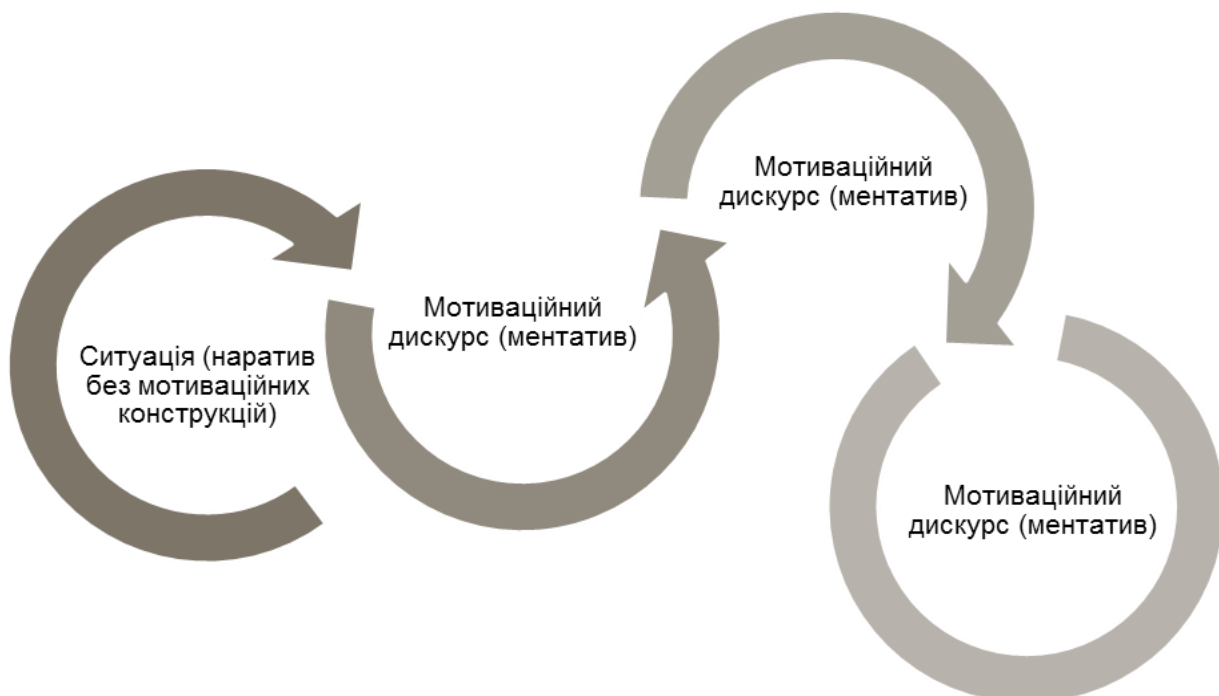 Ситуація (наратив
без мотиваційних
конструкцій)
Мотиваційний
дискурс (ментатив)
Мотиваційний
дискурс (ментатив)
Мотиваційний
дискурс (ментатив)